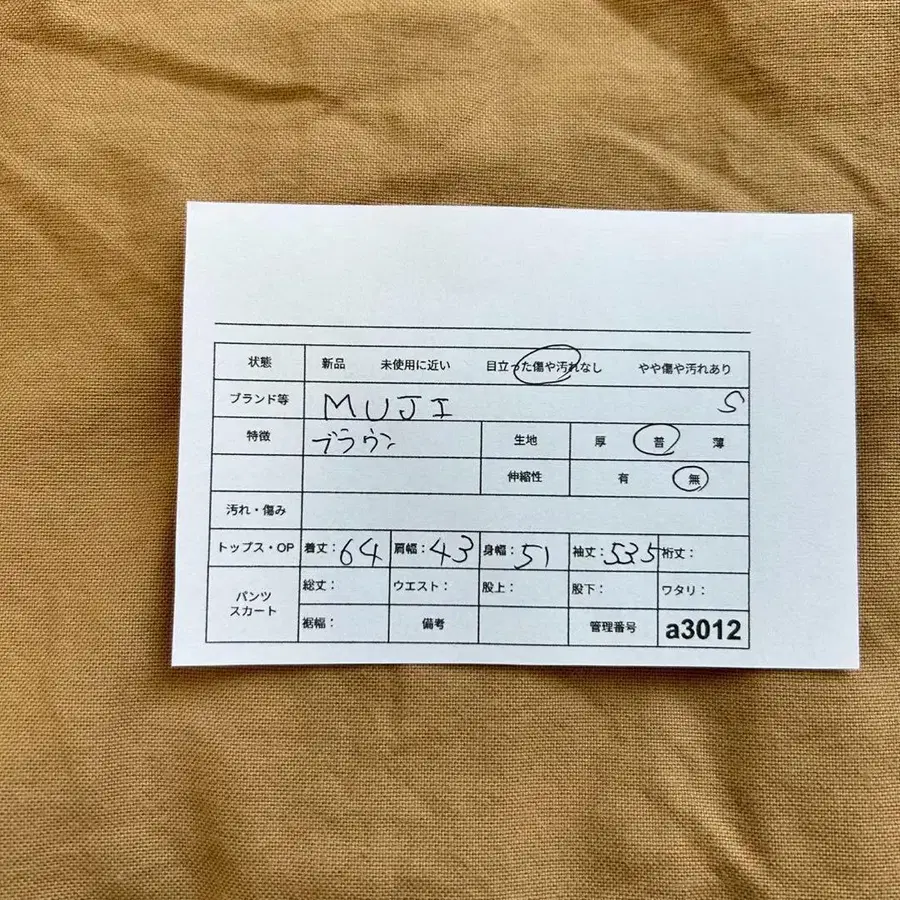 状態 新品 未使用に近い 目立った傷や汚れなし やや傷や汚れあり
ブランド等 MUJI S
特徴 ブラウン 生地 厚 普 薄
伸縮性 有 無
汚れ・傷み
トップス・OP 着丈：64 肩幅：43 身幅：51 袖丈：53.5 裄丈：
パンツ スカート 総丈： ウエスト： 股上： 股下： ワタリ：
裾幅： 備考 管理番号 a3012